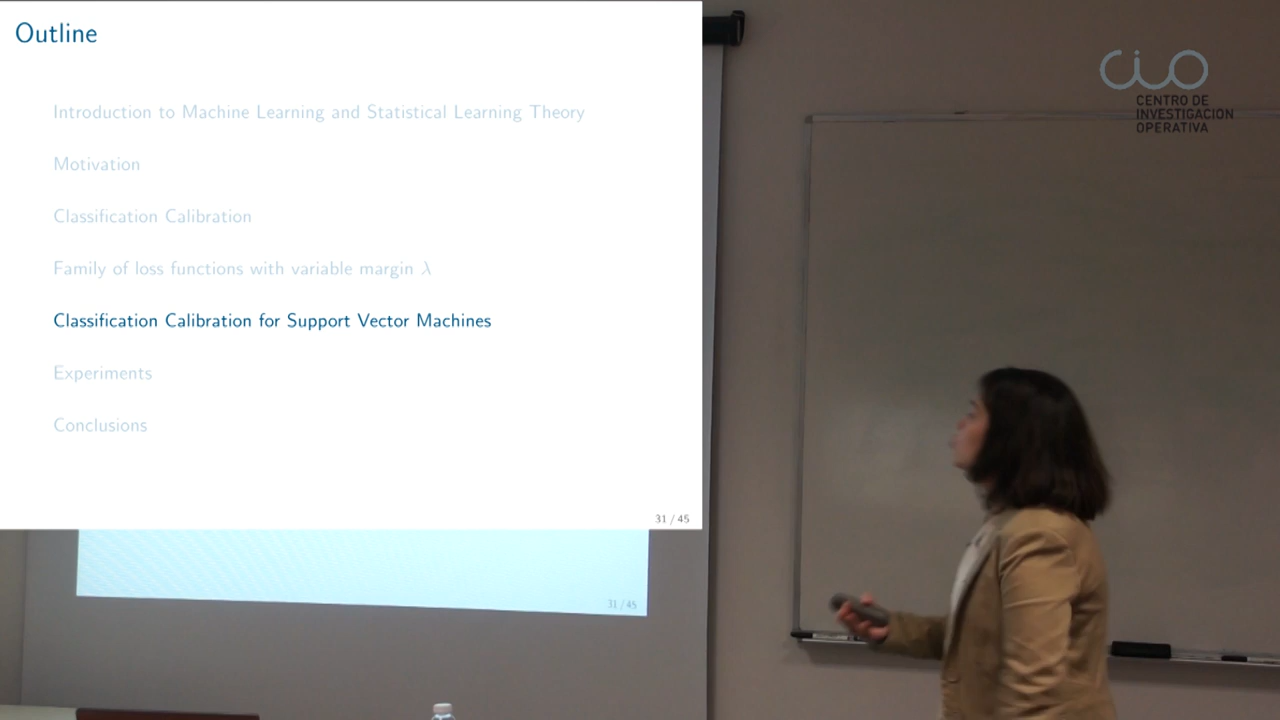 Outline
Introduction to Machine Learning and Statistical Learning Theory
Motivation
Classification Calibration
Family of loss functions with variable margin λ
Classification Calibration for Support Vector Machines
Experiments
Conclusions
31 / 45
31 / 45
CIO
CENTRO DE
INVESTIGACION
OPERATIVA